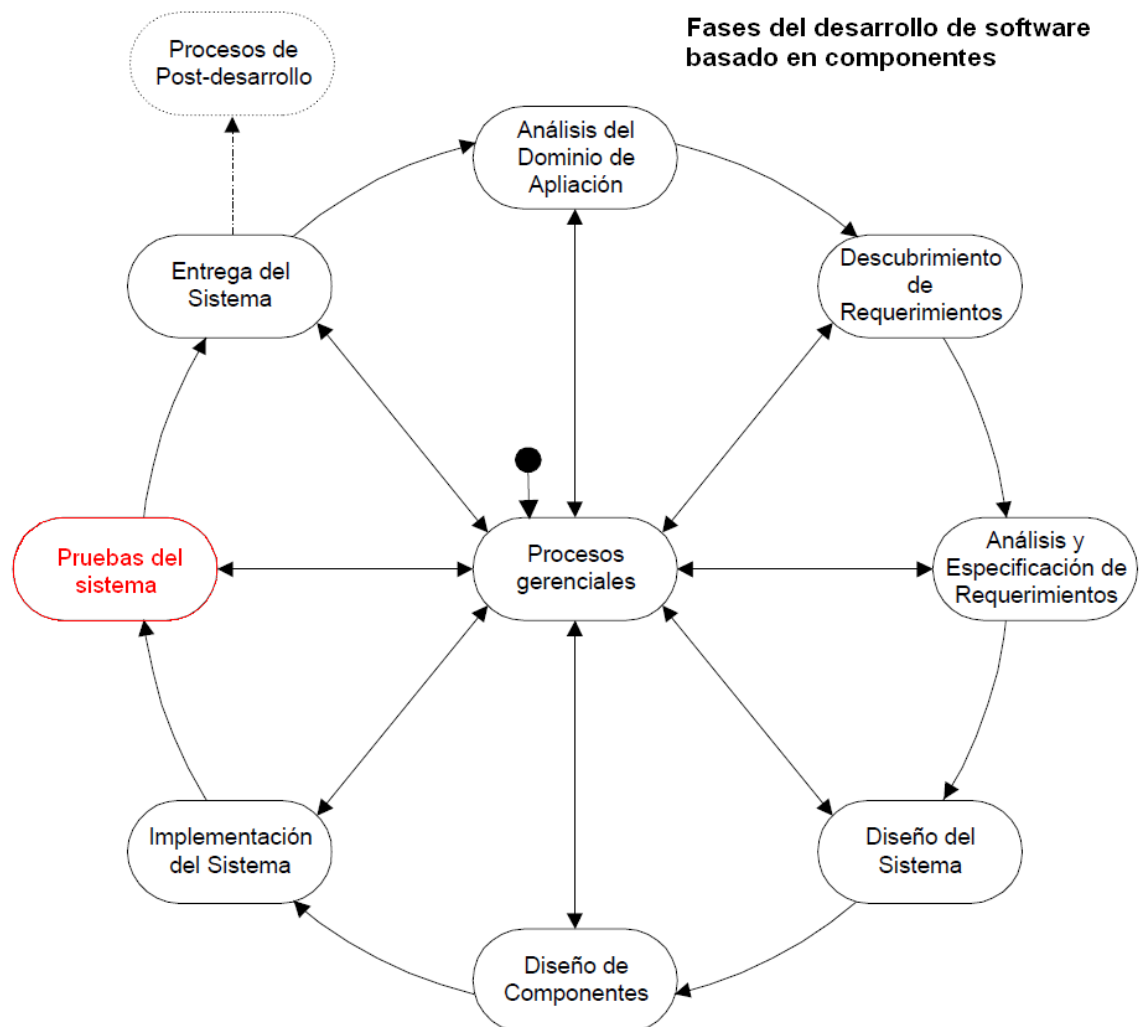 Fases del desarrollo de software
basado en componentes
Procesos de
Post-desarrollo
Análisis del
Dominio de
Apliación
Entrega del
Sistema
Descubrimiento
de
Requerimientos
Pruebas del
sistema
Procesos
gerenciales
Análisis y
Especificación de
Requerimientos
Implementación
del Sistema
Diseño del
Sistema
Diseño de
Componentes